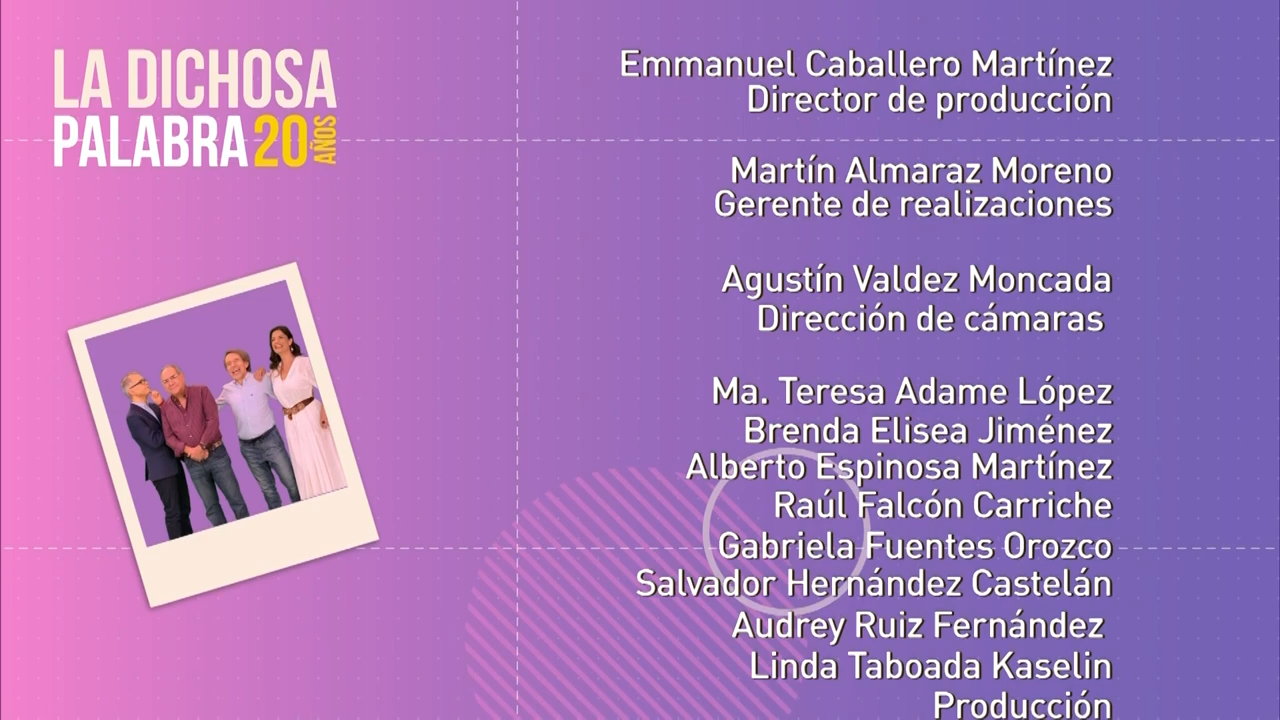 LA DICHOSA
PALABRA 20 AÑOS
Emmanuel Caballero Martínez
Director de producción
Martín Almaraz Moreno
Gerente de realizaciones
Agustín Valdez Moncada
Dirección de cámaras
Ma. Teresa Adame López
Brenda Elisea Jiménez
Alberto Espinosa Martínez
Raúl Falcón Carriche
Gabriela Fuentes Orozco
Salvador Hernández Castelán
Audrey Ruiz Fernández
Linda Taboada Kaselin
Producción